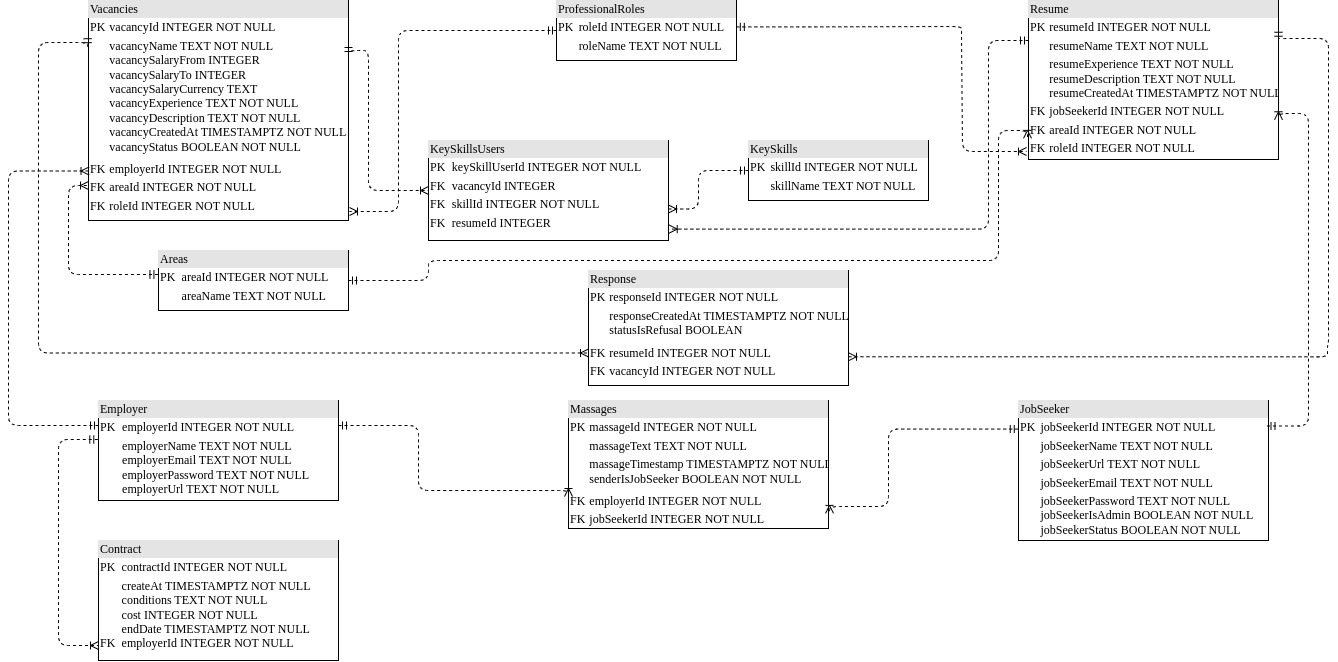 Vacancies
PK vacancyId INTEGER NOT NULL
vacancyName TEXT NOT NULL
vacancySalaryFrom INTEGER
vacancySalaryTo INTEGER
vacancySalaryCurrency TEXT
vacancyExperience TEXT NOT NULL
vacancyDescription TEXT NOT NULL
vacancyCreatedAt TIMESTAMPTZ NOT NULL
vacancyStatus BOOLEAN NOT NULL
FK employerId INTEGER NOT NULL
FK areaId INTEGER NOT NULL
FK roleId INTEGER NOT NULL
ProfessionalRoles
PK roleId INTEGER NOT NULL
roleName TEXT NOT NULL
Resume
PK resumeId INTEGER NOT NULL
resumeName TEXT NOT NULL
resumeExperience TEXT NOT NULL
resumeDescription TEXT NOT NULL
resumeCreatedAt TIMESTAMPTZ NOT NULL
FK jobSeekerId INTEGER NOT NULL
FK areaId INTEGER NOT NULL
FK roleId INTEGER NOT NULL
KeySkillsUsers
PK keySkillUserId INTEGER NOT NULL
FK vacancyId INTEGER
FK skillId INTEGER NOT NULL
FK resumeId INTEGER
KeySkills
PK skillId INTEGER NOT NULL
skillName TEXT NOT NULL
Areas
PK areaId INTEGER NOT NULL
areaName TEXT NOT NULL
Response
PK responseId INTEGER NOT NULL
responseCreatedAt TIMESTAMPTZ NOT NULL
statusIsRefusal BOOLEAN
FK resumeId INTEGER NOT NULL
FK vacancyId INTEGER NOT NULL
Employer
PK employerId INTEGER NOT NULL
employerName TEXT NOT NULL
employerEmail TEXT NOT NULL
employerPassword TEXT NOT NULL
employerUrl TEXT NOT NULL
Massages
PK massageId INTEGER NOT NULL
massageText TEXT NOT NULL
massageTimestamp TIMESTAMPTZ NOT NULL
senderIsJobSeeker BOOLEAN NOT NULL
FK employerId INTEGER NOT NULL
FK jobSeekerId INTEGER NOT NULL
JobSeeker
PK jobSeekerId INTEGER NOT NULL
jobSeekerName TEXT NOT NULL
jobSeekerUrl TEXT NOT NULL
jobSeekerEmail TEXT NOT NULL
jobSeekerPassword TEXT NOT NULL
jobSeekerIsAdmin BOOLEAN NOT NULL
jobSeekerStatus BOOLEAN NOT NULL
Contract
PK contractId INTEGER NOT NULL
createAt TIMESTAMPTZ NOT NULL
conditions TEXT NOT NULL
cost INTEGER NOT NULL
endDate TIMESTAMPTZ NOT NULL
FK employerId INTEGER NOT NULL